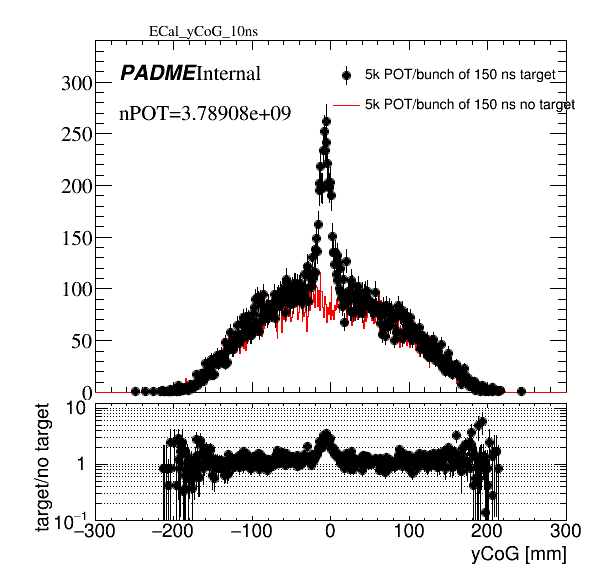 ECal_yCoG_10ns
PADME Internal
5k POT/bunch of 150 ns target
5k POT/bunch of 150 ns no target
nPOT=3.78908e+09
300
250
200
150
100
50
0
target/no target
10
1
10⁻¹
−300 −200 −100 0 100 200 300
yCoG [mm]